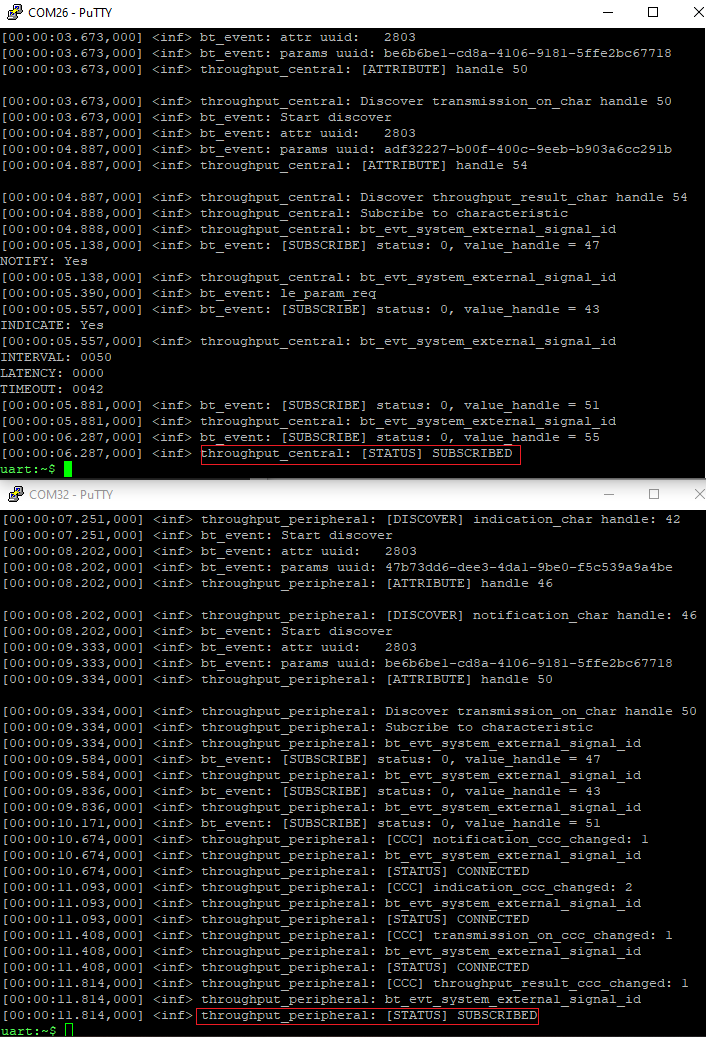 COM26 - PuTTY
[00:00:03.673,000] <inf> bt_event: attr uuid:   2803
[00:00:03.673,000] <inf> bt_event: params uuid: be6b6be1-cd8a-4106-9181-5ffe2bc67718
[00:00:03.673,000] <inf> throughput_central: [ATTRIBUTE] handle 50
[00:00:03.673,000] <inf> throughput_central: Discover transmission_on_char handle 50
[00:00:03.673,000] <inf> bt_event: Start discover
[00:00:04.887,000] <inf> bt_event: attr uuid:   2803
[00:00:04.887,000] <inf> bt_event: params uuid: adf32227-b00f-400c-9eeb-b903a6cc291b
[00:00:04.887,000] <inf> throughput_central: [ATTRIBUTE] handle 54
[00:00:04.887,000] <inf> throughput_central: Discover throughput_result_char handle 54
[00:00:04.888,000] <inf> throughput_central: Subcribe to characteristic
[00:00:04.888,000] <inf> throughput_central: bt_evt_system_external_signal_id
[00:00:05.138,000] <inf> bt_event: [SUBSCRIBE] status: 0, value_handle = 47
NOTIFY: Yes
[00:00:05.138,000] <inf> throughput_central: bt_evt_system_external_signal_id
[00:00:05.390,000] <inf> bt_event: le_param_req
[00:00:05.557,000] <inf> bt_event: [SUBSCRIBE] status: 0, value_handle = 43
INDICATE: Yes
[00:00:05.557,000] <inf> throughput_central: bt_evt_system_external_signal_id
INTERVAL: 0050
LATENCY: 0000
TIMEOUT: 0042
[00:00:05.881,000] <inf> bt_event: [SUBSCRIBE] status: 0, value_handle = 51
[00:00:05.881,000] <inf> throughput_central: bt_evt_system_external_signal_id
[00:00:06.287,000] <inf> bt_event: [SUBSCRIBE] status: 0, value_handle = 55
[00:00:06.287,000] <inf> throughput_central: [STATUS] SUBSCRIBED
uart:~$
COM32 - PuTTY
[00:00:07.251,000] <inf> throughput_peripheral: [DISCOVER] indication_char handle: 42
[00:00:07.251,000] <inf> bt_event: Start discover
[00:00:08.202,000] <inf> bt_event: attr uuid:   2803
[00:00:08.202,000] <inf> bt_event: params uuid: 47b73dd6-dee3-4da1-9be0-f5c539a9a4be
[00:00:08.202,000] <inf> throughput_peripheral: [ATTRIBUTE] handle 46
[00:00:08.202,000] <inf> throughput_peripheral: [DISCOVER] notification_char handle: 46
[00:00:08.202,000] <inf> bt_event: Start discover
[00:00:09.333,000] <inf> bt_event: attr uuid:   2803
[00:00:09.333,000] <inf> bt_event: params uuid: be6b6be1-cd8a-4106-9181-5ffe2bc67718
[00:00:09.334,000] <inf> throughput_peripheral: [ATTRIBUTE] handle 50
[00:00:09.334,000] <inf> throughput_peripheral: Discover transmission_on_char handle 50
[00:00:09.334,000] <inf> throughput_peripheral: Subcribe to characteristic
[00:00:09.334,000] <inf> throughput_peripheral: bt_evt_system_external_signal_id
[00:00:09.584,000] <inf> bt_event: [SUBSCRIBE] status: 0, value_handle = 47
[00:00:09.584,000] <inf> throughput_peripheral: bt_evt_system_external_signal_id
[00:00:09.836,000] <inf> bt_event: [SUBSCRIBE] status: 0, value_handle = 43
[00:00:09.836,000] <inf> throughput_peripheral: bt_evt_system_external_signal_id
[00:00:10.171,000] <inf> bt_event: [SUBSCRIBE] status: 0, value_handle = 51
[00:00:10.674,000] <inf> throughput_peripheral: [CCC] notification_ccc_changed: 1
[00:00:10.674,000] <inf> throughput_peripheral: bt_evt_system_external_signal_id
[00:00:10.674,000] <inf> throughput_peripheral: [STATUS] CONNECTED
[00:00:11.093,000] <inf> throughput_peripheral: [CCC] indication_ccc_changed: 2
[00:00:11.093,000] <inf> throughput_peripheral: bt_evt_system_external_signal_id
[00:00:11.093,000] <inf> throughput_peripheral: [STATUS] CONNECTED
[00:00:11.408,000] <inf> throughput_peripheral: [CCC] transmission_on_ccc_changed: 1
[00:00:11.408,000] <inf> throughput_peripheral: bt_evt_system_external_signal_id
[00:00:11.408,000] <inf> throughput_peripheral: [STATUS] CONNECTED
[00:00:11.814,000] <inf> throughput_peripheral: [CCC] throughput_result_ccc_changed: 1
[00:00:11.814,000] <inf> throughput_peripheral: bt_evt_system_external_signal_id
[00:00:11.814,000] <inf> throughput_peripheral: [STATUS] SUBSCRIBED
uart:~$